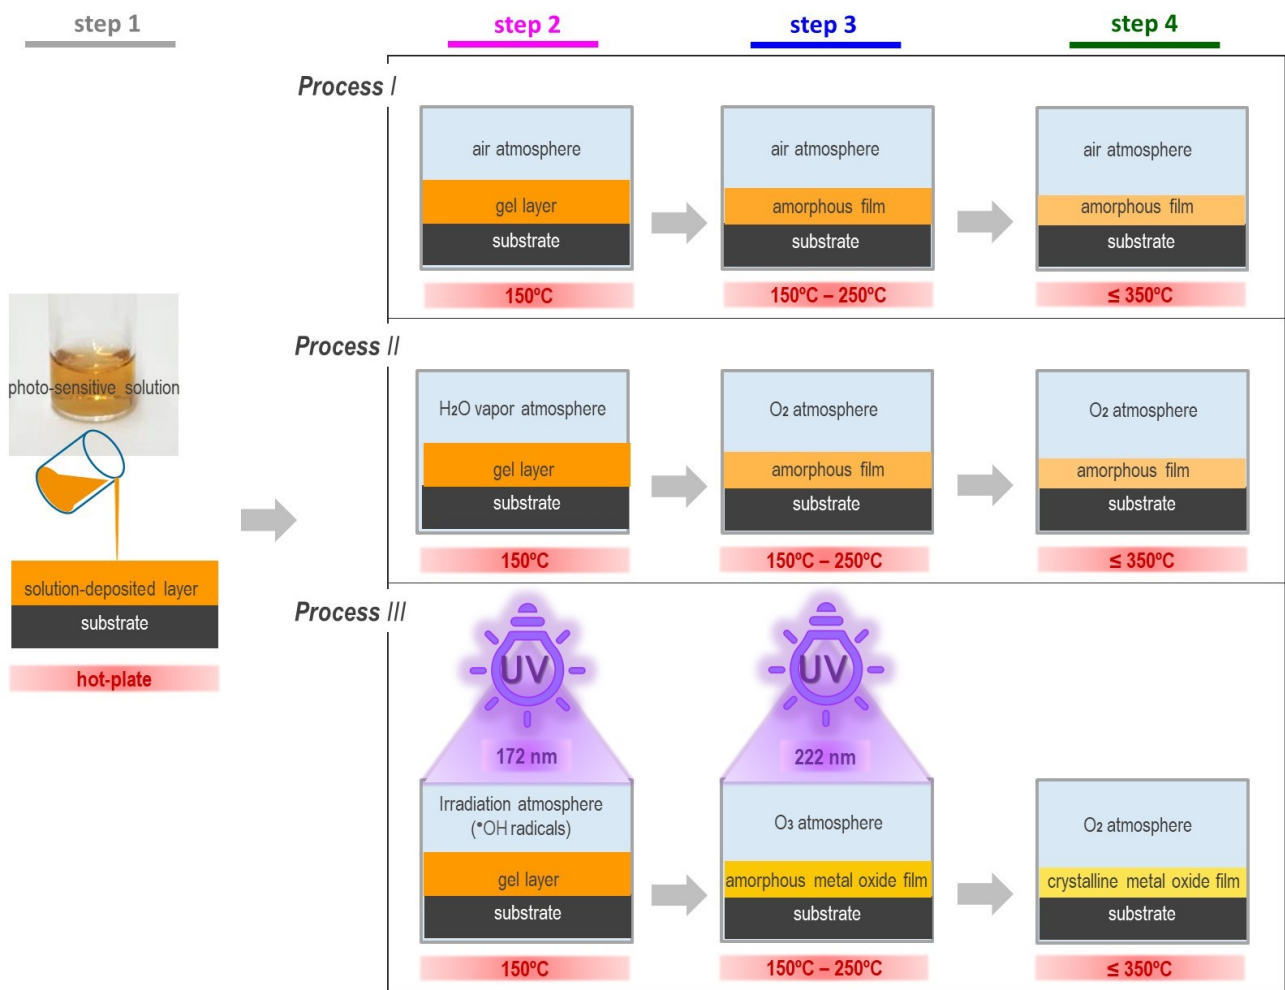 step 1
step 2
step 3
step 4
Process I
air atmosphere
air atmosphere
air atmosphere
gel layer
amorphous film
amorphous film
substrate
substrate
substrate
150ºC
150ºC – 250ºC
≤ 350ºC
photo-sensitive solution
solution-deposited layer
substrate
hot-plate
Process II
H₂O vapor atmosphere
O₂ atmosphere
O₂ atmosphere
gel layer
amorphous film
amorphous film
substrate
substrate
substrate
150ºC
150ºC – 250ºC
≤ 350ºC
Process III
UV
UV
172 nm
222 nm
Irradiation atmosphere
(•OH radicals)
O₃ atmosphere
O₂ atmosphere
gel layer
amorphous metal oxide film
crystalline metal oxide film
substrate
substrate
substrate
150ºC
150ºC – 250ºC
≤ 350ºC